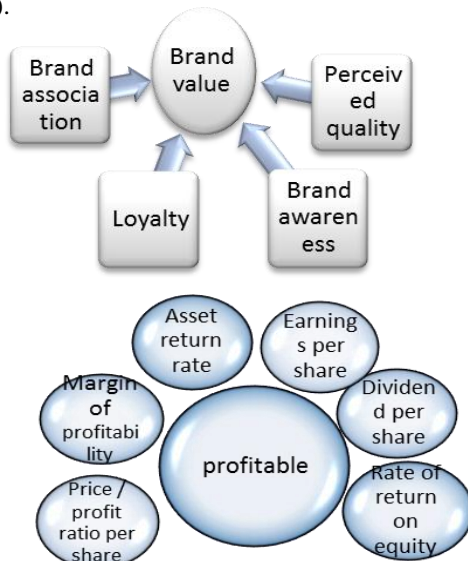 ).
Brand
value
Brand
associa
tion
Perceiv
ed
quality
Loyalty
Brand
awaren
ess
Asset
return
rate
Earning
s per
share
Margin
of
profitabi
lity
Dividen
d per
share
profitable
Price /
profit
ratio per
share
Rate of
return
on
equity